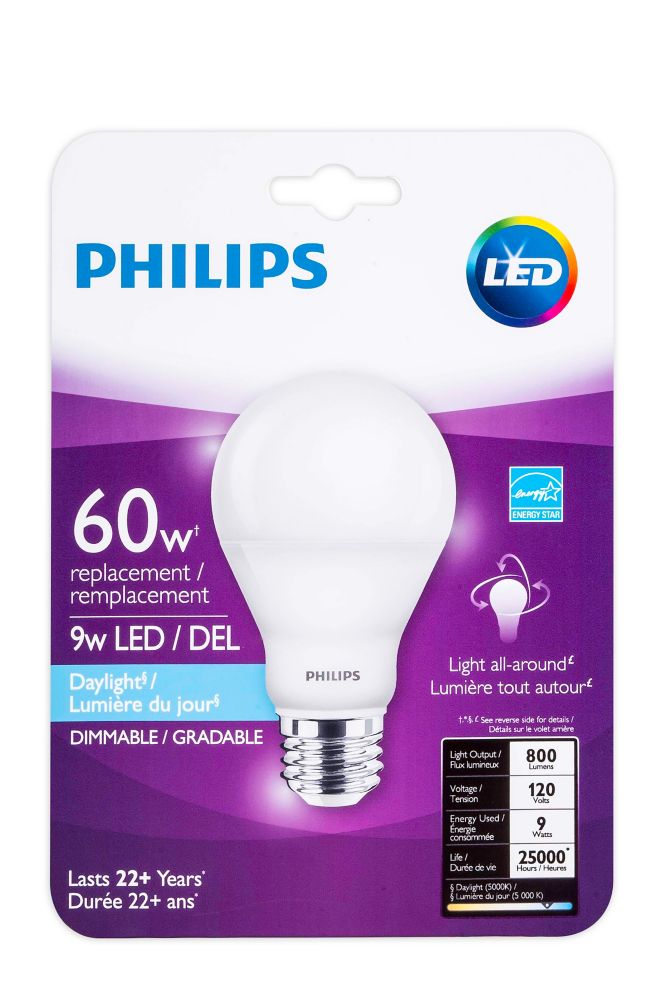 PHILIPS
LED
60w†
replacement /
remplacement
9w LED / DEL
Daylight§ /
Lumière du jour§
DIMMABLE / GRADABLE
Lasts 22+ Years*
Durée 22+ ans*
PHILIPS
energy
ENERGY STAR
Light all-around£
Lumière tout autour£
†,*,§,£ See reverse side for details /
Détails sur le volet arrière
Light Output /
Flux lumineux
800
Lumens
Voltage /
Tension
120
Volts
Energy Used /
Énergie
consommée
9
Watts
Life /
Durée de vie
25000*
Hours / Heures
§ Daylight (5000K) /
§ Lumière du jour (5 000 K)